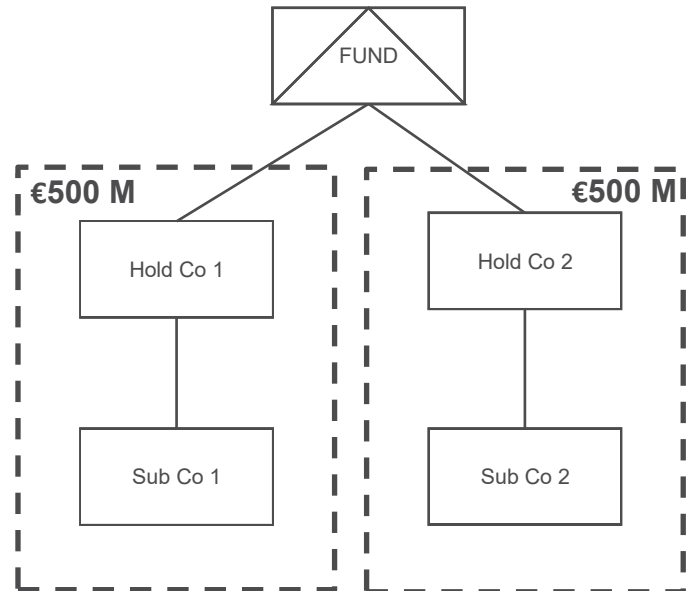 FUND
€500 M
€500 M
Hold Co 1
Hold Co 2
Sub Co 1
Sub Co 2